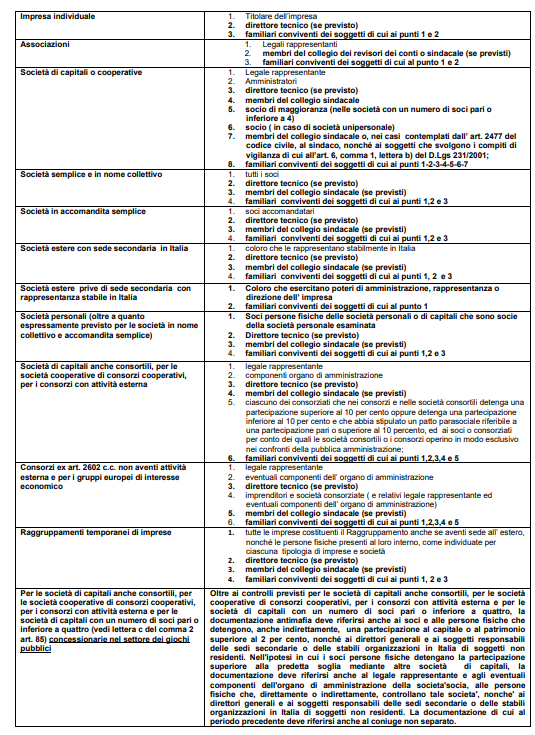 Impresa individuale
1. Titolare dell'impresa
2. direttore tecnico (se previsto)
3. familiari conviventi dei soggetti di cui ai punti 1 e 2
Associazioni
1. Legali rappresentanti
2. membri del collegio dei revisori dei conti o sindacale (se previsti)
3. familiari conviventi dei soggetti di cui al punto 1 e 2
Società di capitali o cooperative
1. Legale rappresentante
2. Amministratori
3. direttore tecnico (se previsto)
4. membri del collegio sindacale
5. socio di maggioranza (nelle società con un numero di soci pari o
inferiore a 4)
6. socio ( in caso di società unipersonale)
7. membri del collegio sindacale o, nei casi contemplati dall' art. 2477 del
codice civile, al sindaco, nonché ai soggetti che svolgono i compiti di
vigilanza di cui all'art. 6, comma 1, lettera b) del D.Lgs 231/2001;
8. familiari conviventi dei soggetti di cui ai punti 1-2-3-4-5-6-7
Società semplice e in nome collettivo
1. tutti i soci
2. direttore tecnico (se previsto)
3. membri del collegio sindacale (se previsti)
4. familiari conviventi dei soggetti di cui ai punti 1,2 e 3
Società in accomandita semplice
1. soci accomandatari
2. direttore tecnico (se previsto)
3. membri del collegio sindacale (se previsti)
4. familiari conviventi dei soggetti di cui ai punti 1,2 e 3
Società estere con sede secondaria in Italia
1. coloro che le rappresentano stabilmente in Italia
2. direttore tecnico (se previsto)
3. membri del collegio sindacale (se previsti)
4. familiari conviventi dei soggetti di cui ai punti 1, 2 e 3
Società estere prive di sede secondaria con
rappresentanza stabile in Italia
1. Coloro che esercitano poteri di amministrazione, rappresentanza o
direzione dell' impresa
2. familiari conviventi dei soggetti di cui al punto 1
Società personali (oltre a quanto
espressamente previsto per le società in nome
collettivo e accomandita semplice)
1. Soci persone fisiche delle società personali o di capitali che sono socie
della società personale esaminata
2. Direttore tecnico (se previsto)
3. membri del collegio sindacale (se previsti)
4. familiari conviventi dei soggetti di cui ai punti 1,2 e 3
Società di capitali anche consortili, per le
società cooperative di consorzi cooperativi,
per i consorzi con attività esterna
1. legale rappresentante
2. componenti organo di amministrazione
3. direttore tecnico (se previsto)
4. membri del collegio sindacale (se previsti)
5. ciascuno dei consorziati che nei consorzi e nelle società consortili detenga una
partecipazione superiore al 10 per cento oppure detenga una partecipazione
inferiore al 10 per cento e che abbia stipulato un patto parasociale riferibile a
una partecipazione pari o superiore al 10 percento, ed ai soci o consorziati
per conto dei quali le società consortili o i consorzi operino in modo esclusivo
nei confronti della pubblica amministrazione;
6. familiari conviventi dei soggetti di cui ai punti 1,2,3,4 e 5
Consorzi ex art. 2602 c.c. non aventi attività
esterna e per i gruppi europei di interesse
economico
1. legale rappresentante
2. eventuali componenti dell' organo di amministrazione
3. direttore tecnico (se previsto)
4. imprenditori e società consorziate ( e relativi legale rappresentante ed
eventuali componenti dell' organo di amministrazione)
5. membri del collegio sindacale (se previsti)
6. familiari conviventi dei soggetti di cui ai punti 1,2,3,4 e 5
Raggruppamenti temporanei di imprese
1. tutte le imprese costituenti il Raggruppamento anche se aventi sede all' estero,
nonché le persone fisiche presenti al loro interno, come individuate per
ciascuna tipologia di imprese e società
2. direttore tecnico (se previsto)
3. membri del collegio sindacale (se previsti)
4. familiari conviventi dei soggetti di cui ai punti 1, 2 e 3
Per le società di capitali anche consortili, per
le società cooperative di consorzi cooperativi,
per i consorzi con attività esterna e per le
società di capitali con un numero di soci pari o
inferiore a quattro (vedi lettera c del comma 2
art. 85) concessionarie nel settore dei giochi
pubblici
Oltre ai controlli previsti per le società di capitali anche consortili, per le società
cooperative di consorzi cooperativi, per i consorzi con attività esterna e per le
società di capitali con un numero di soci pari o inferiore a quattro, la
documentazione antimafia deve riferirsi anche ai soci e alle persone fisiche che
detengono, anche indirettamente, una partecipazione al capitale o al patrimonio
superiore al 2 per cento, nonché ai direttori generali e ai soggetti responsabili
delle sedi secondarie o delle stabili organizzazioni in Italia di soggetti non
residenti. Nell'ipotesi in cui i soci persone fisiche detengano la partecipazione
superiore alla predetta soglia mediante altre società di capitali, la
documentazione deve riferirsi anche al legale rappresentante e agli eventuali
componenti dell'organo di amministrazione della societa'socia, alle persone
fisiche che, direttamente o indirettamente, controllano tale societa', nonche' ai
direttori generali e ai soggetti responsabili delle sedi secondarie o delle stabili
organizzazioni in Italia di soggetti non residenti. La documentazione di cui al
periodo precedente deve riferirsi anche al coniuge non separato.